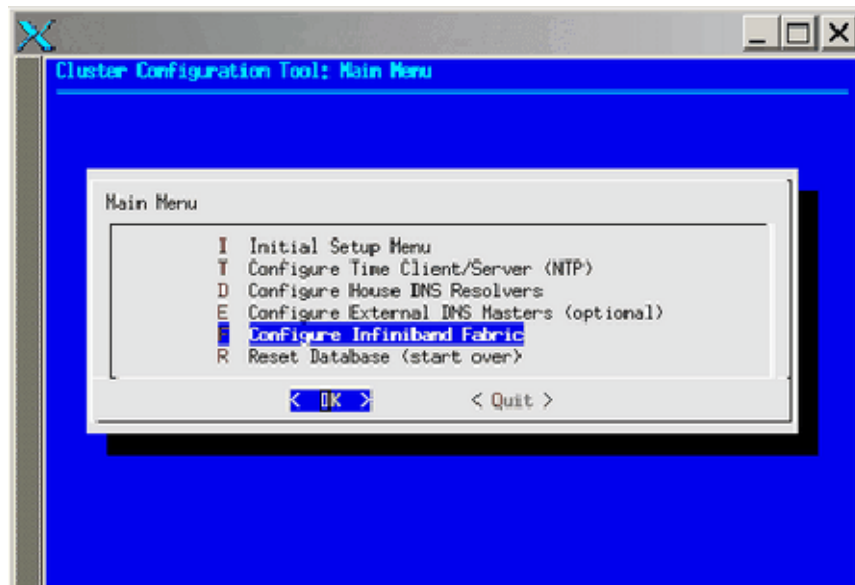 Cluster Configuration Tool: Main Menu
Main Menu
I Initial Setup Menu
T Configure Time Client/Server (NTP)
D Configure House DNS Resolvers
E Configure External DNS Masters (optional)
F Configure Infiniband Fabric
R Reset Database (start over)
< OK > < Quit >